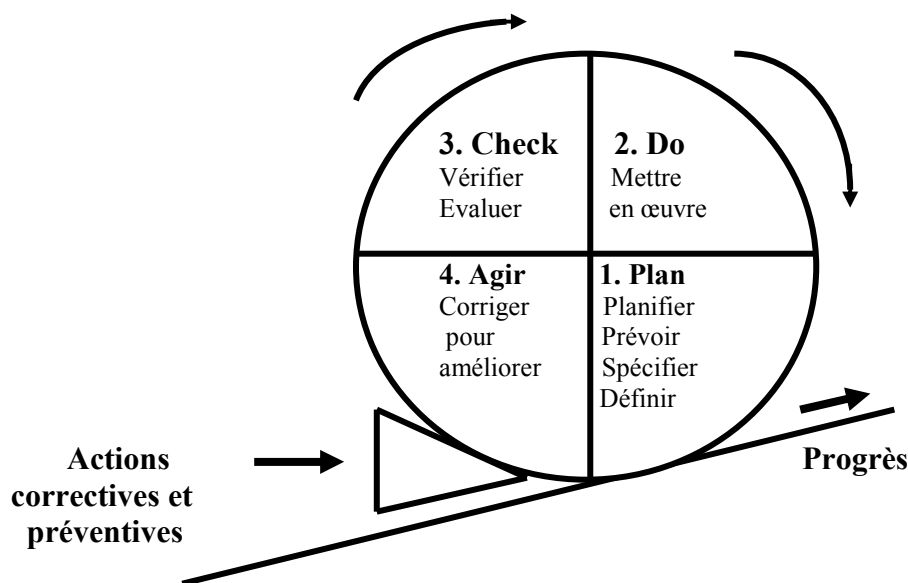 3. Check
Vérifier
Evaluer
2. Do
Mettre
en œuvre
4. Agir
Corriger
pour
améliorer
1. Plan
Planifier
Prévoir
Spécifier
Définir
Actions
correctives et
préventives
Progrès